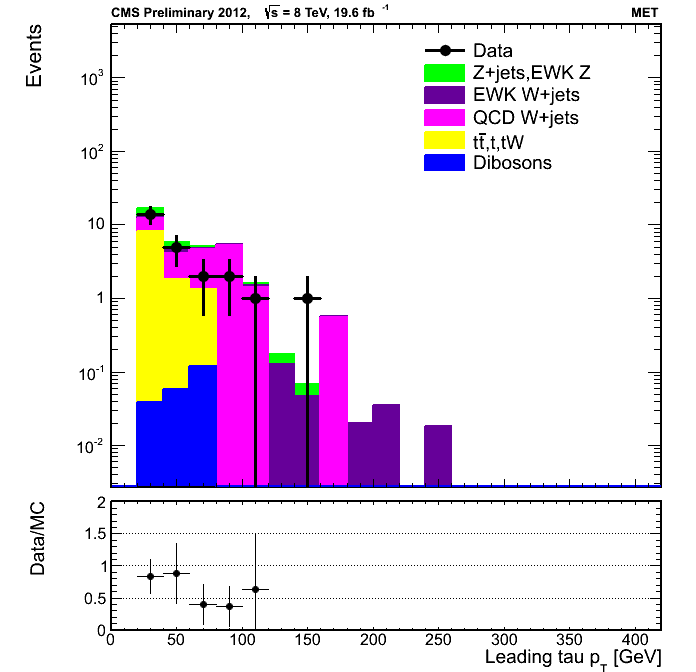 CMS Preliminary 2012, √s = 8 TeV, 19.6 fb⁻¹ MET
Events
Data
Z+jets,EWK Z
EWK W+jets
QCD W+jets
tt̅,t,tW
Dibosons
10³
10²
10
1
10⁻¹
10⁻²
Data/MC
2
1.5
1
0.5
0
0 50 100 150 200 250 300 350 400
Leading tau p_T [GeV]